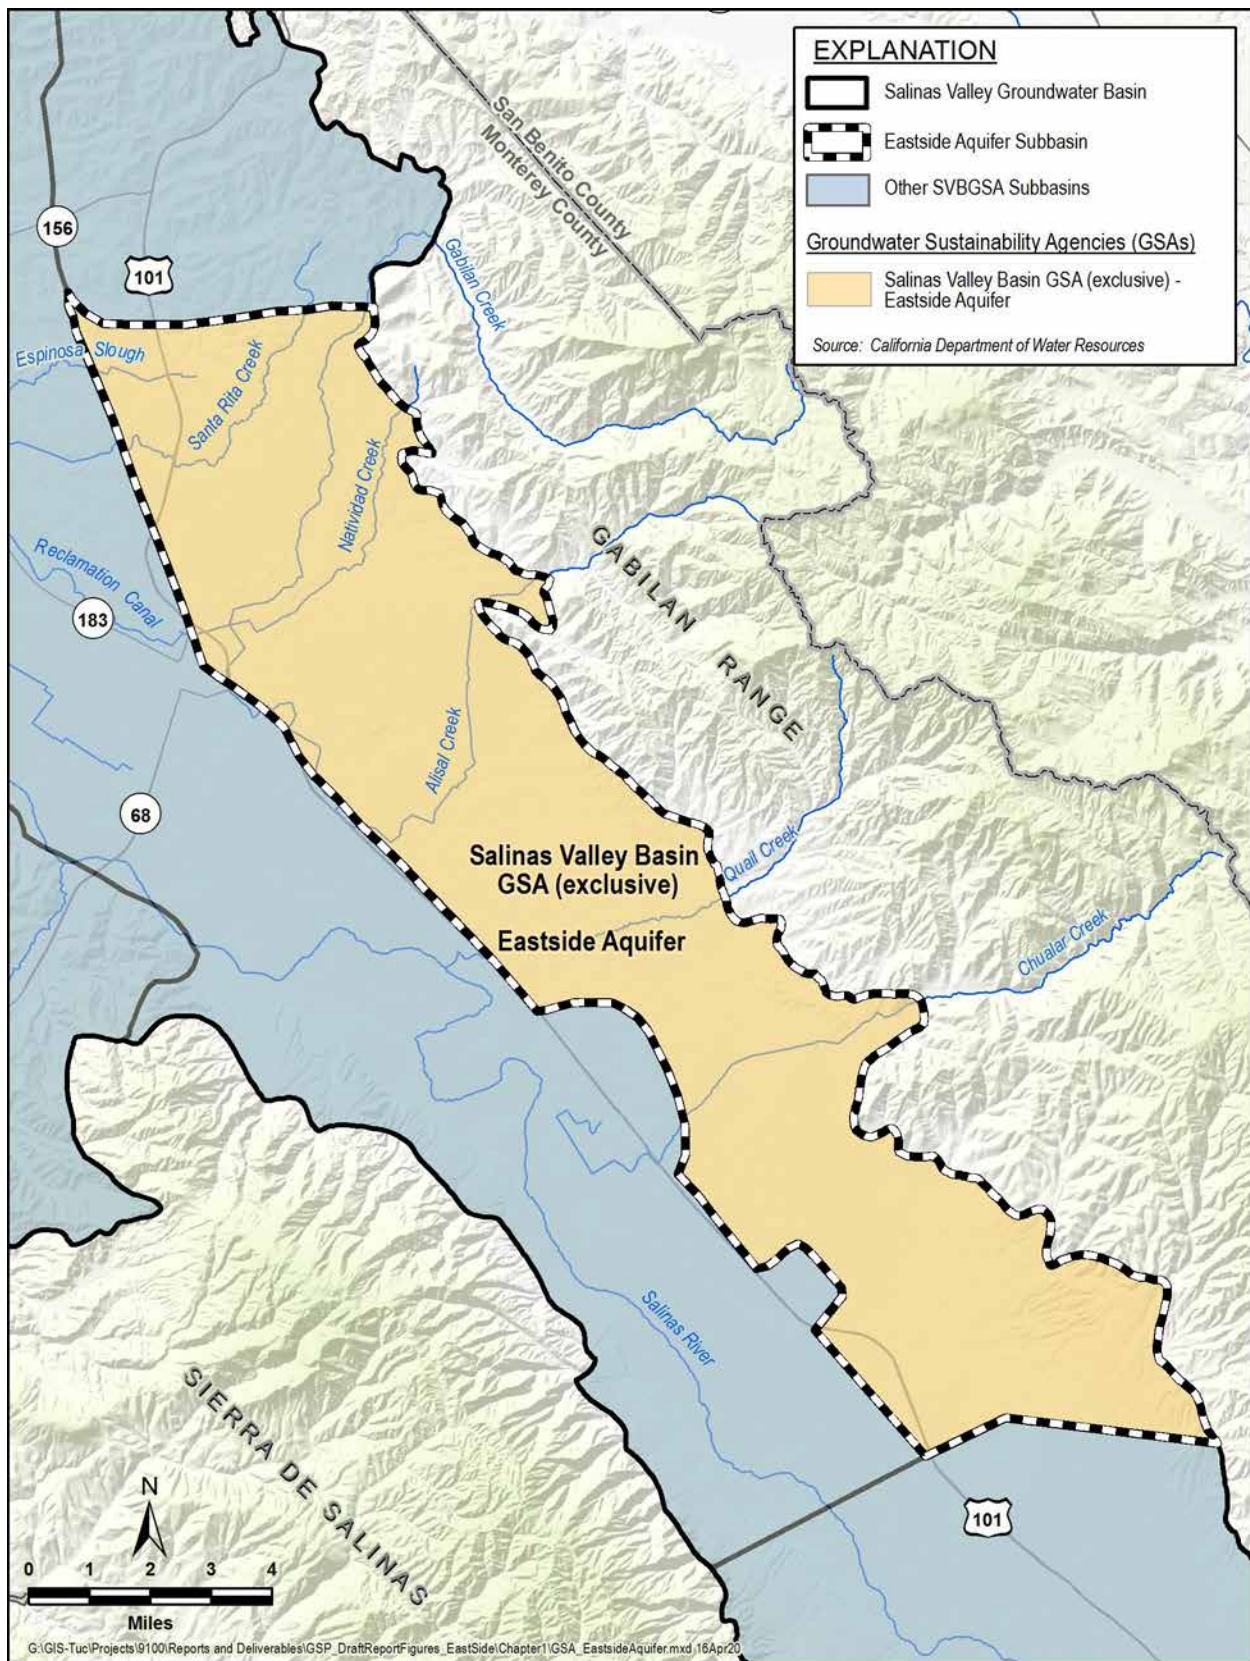 EXPLANATION
Salinas Valley Groundwater Basin
Eastside Aquifer Subbasin
Other SVBGSA Subbasins
Groundwater Sustainability Agencies (GSAs)
Salinas Valley Basin GSA (exclusive) -
Eastside Aquifer
Source: California Department of Water Resources
San Benito County
Monterey County
156
101
Gabilan Creek
Espinosa Slough
Santa Rita Creek
Natividad Creek
GABILAN RANGE
Reclamation Canal
183
Alisal Creek
68
Quail Creek
Salinas Valley Basin
GSA (exclusive)
Eastside Aquifer
Chualar Creek
Salinas River
SIERRA DE SALINAS
101
N
0 1 2 3 4
Miles
G:\GIS-Tuc\Projects\9100\Reports and Deliverables\GSP_DraftReportFigures_EastSide\Chapter1\GSA_EastsideAquifer.mxd 16Apr20